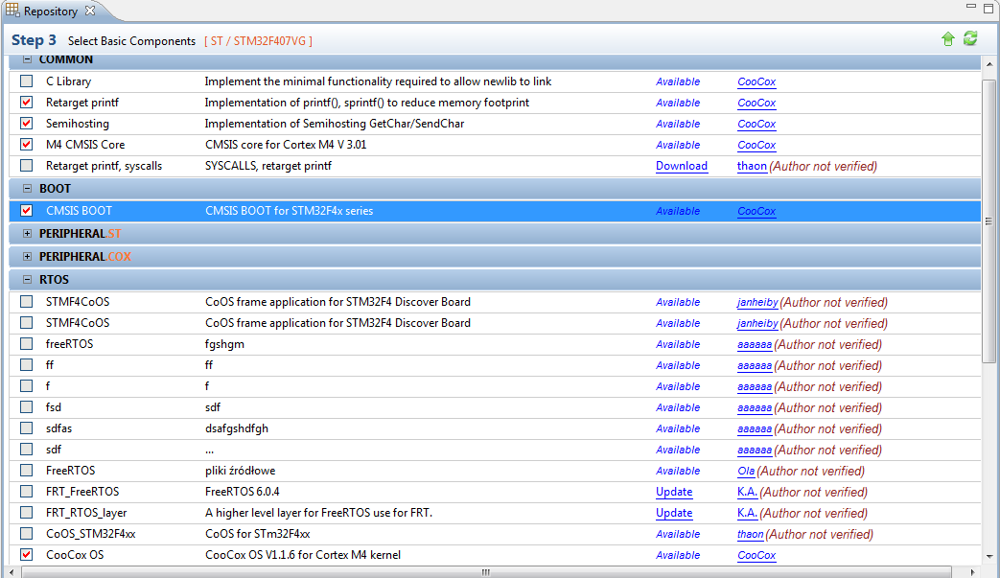 Repository
Step 3 Select Basic Components [ ST / STM32F407VG ]
COMMON
C Library Implement the minimal functionality required to allow newlib to link Available CooCox
Retarget printf Implementation of printf(), sprintf() to reduce memory footprint Available CooCox
Semihosting Implementation of Semihosting GetChar/SendChar Available CooCox
M4 CMSIS Core CMSIS core for Cortex M4 V 3.01 Available CooCox
Retarget printf, syscalls SYSCALLS, retarget printf Download thaon (Author not verified)
BOOT
CMSIS BOOT CMSIS BOOT for STM32F4x series Available CooCox
PERIPHERAL.ST
PERIPHERAL.COX
RTOS
STMF4CoOS CoOS frame application for STM32F4 Discover Board Available janheiby (Author not verified)
STMF4CoOS CoOS frame application for STM32F4 Discover Board Available janheiby (Author not verified)
freeRTOS fgshgm Available aaaaaa (Author not verified)
ff ff Available aaaaaa (Author not verified)
f f Available aaaaaa (Author not verified)
fsd sdf Available aaaaaa (Author not verified)
sdfas dsafgshdfgh Available aaaaaa (Author not verified)
sdf ... Available aaaaaa (Author not verified)
FreeRTOS pliki źródłowe Available Ola (Author not verified)
FRT_FreeRTOS FreeRTOS 6.0.4 Update K.A. (Author not verified)
FRT_RTOS_layer A higher level layer for FreeRTOS use for FRT. Update K.A. (Author not verified)
CoOS_STM32F4xx CoOS for STm32F4xx Available thaon (Author not verified)
CooCox OS CooCox OS V1.1.6 for Cortex M4 kernel Available CooCox